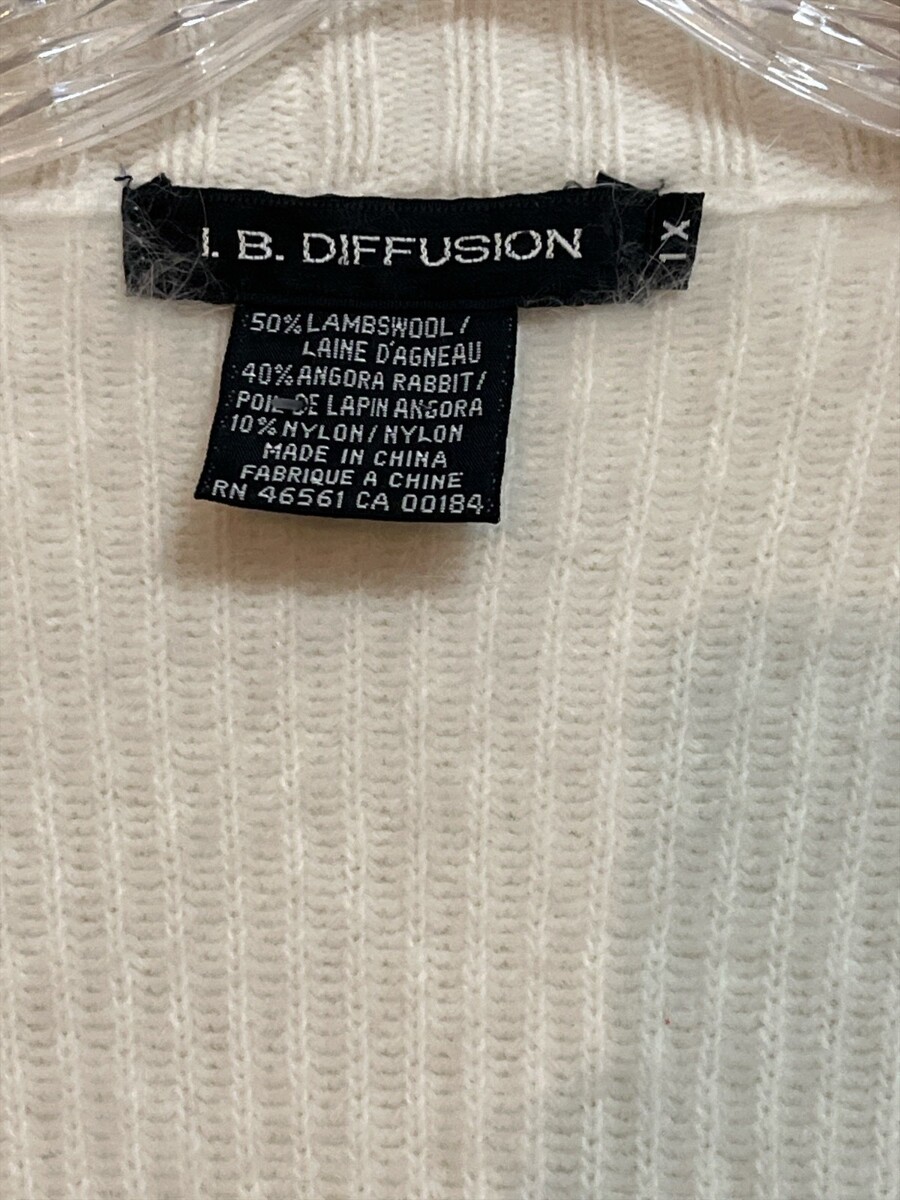 I. B. DIFFUSION
1X
50% LAMBSWOOL /
LAINE D'AGNEAU
40% ANGORA RABBIT/
DE LAPIN ANGORA
10% NYLON / NYLON
MADE IN CHINA
FABRIQUE A CHINE
RN 46561 CA 00184